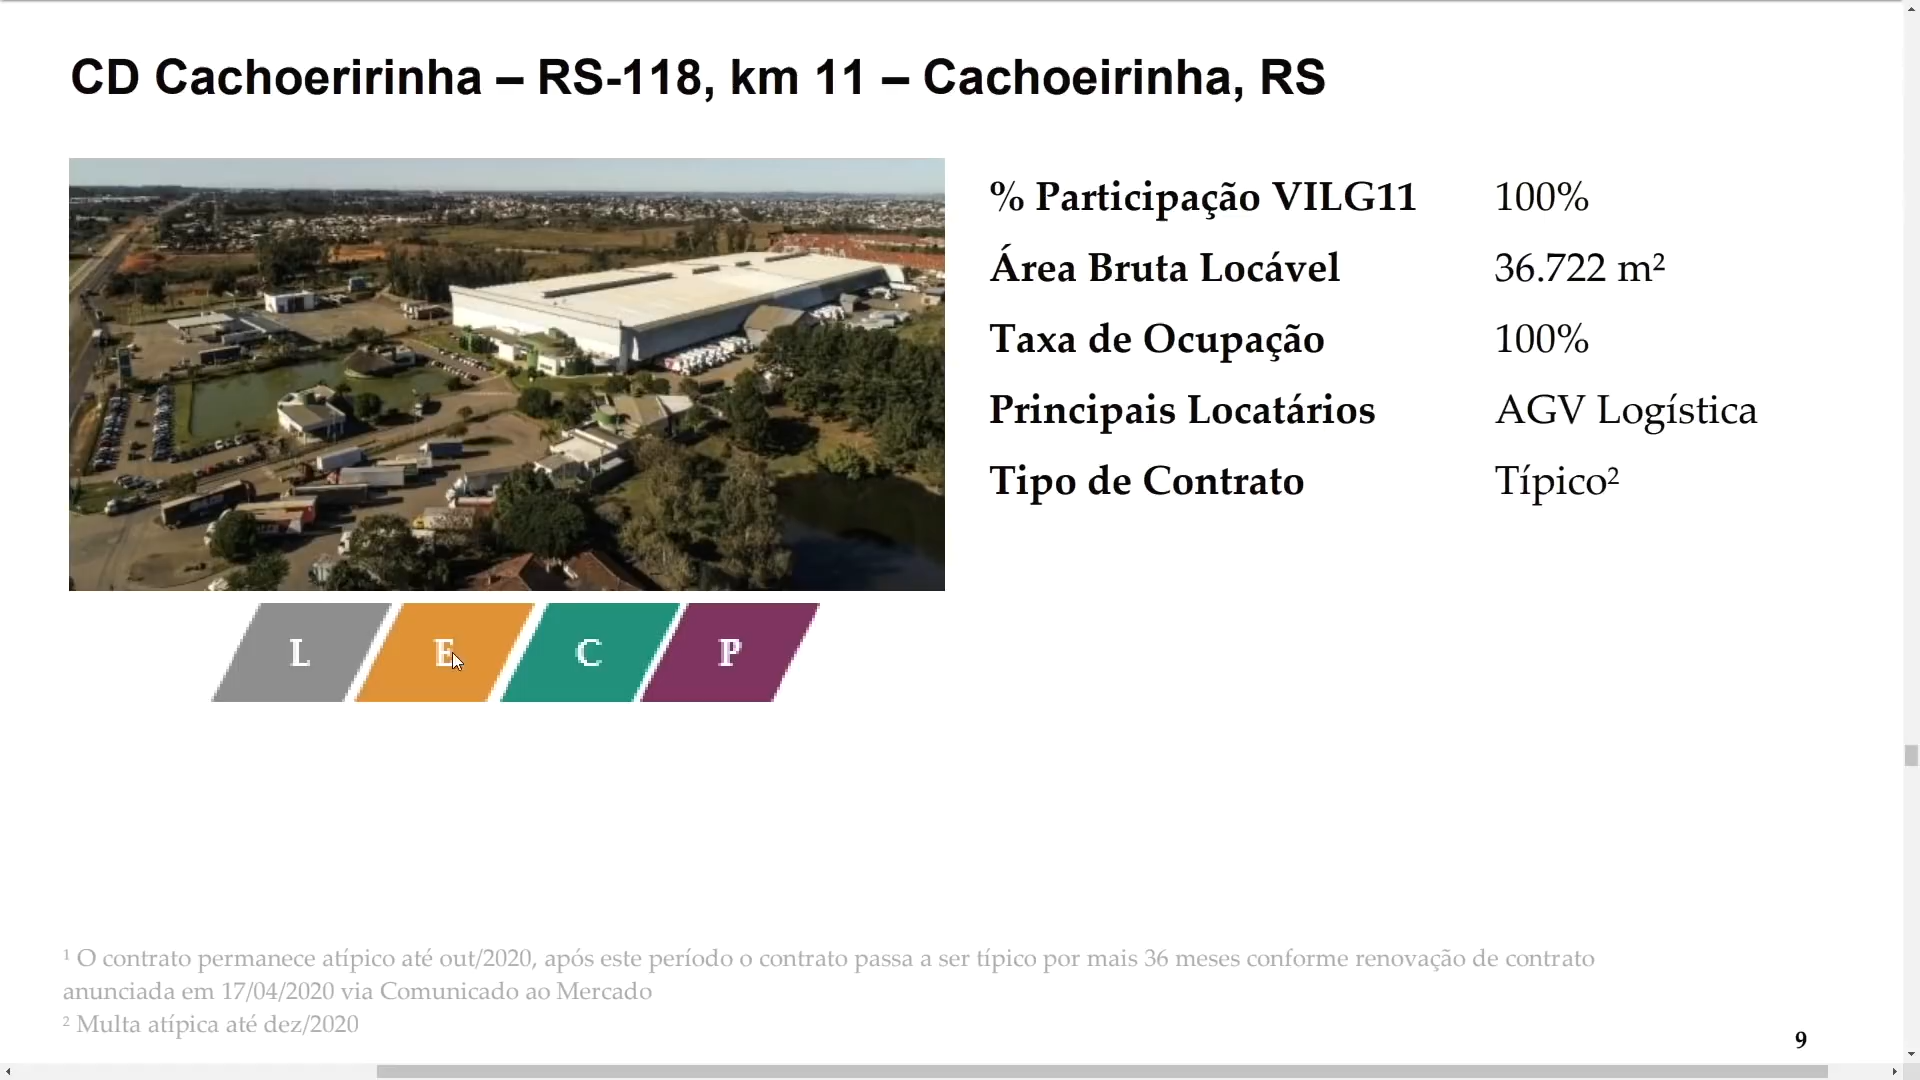 CD Cachoeririnha – RS-118, km 11 – Cachoeirinha, RS
% Participação VILG11 100%
Área Bruta Locável 36.722 m²
Taxa de Ocupação 100%
Principais Locatários AGV Logística
Tipo de Contrato Típico²
L E C P
¹ O contrato permanece atípico até out/2020, após este período o contrato passa a ser típico por mais 36 meses conforme renovação de contrato
anunciada em 17/04/2020 via Comunicado ao Mercado
² Multa atípica até dez/2020
9